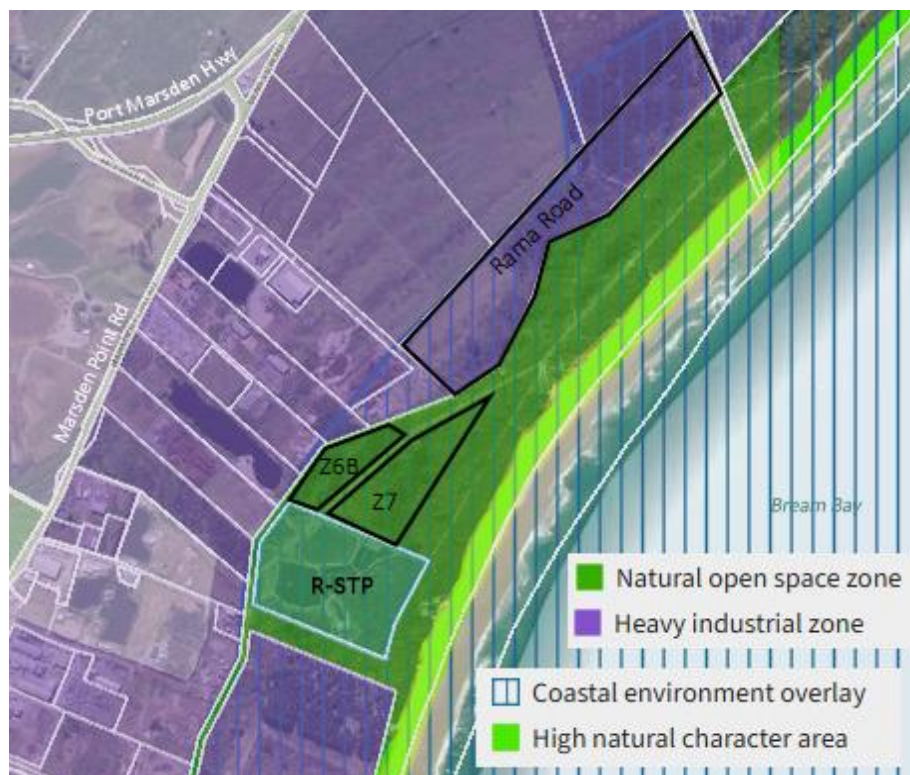 Port Marsden Hwy
Rama Road
Marsden Point Rd
Z6B
Z7
Bream Bay
R-STP
Natural open space zone
Heavy industrial zone
Coastal environment overlay
High natural character area